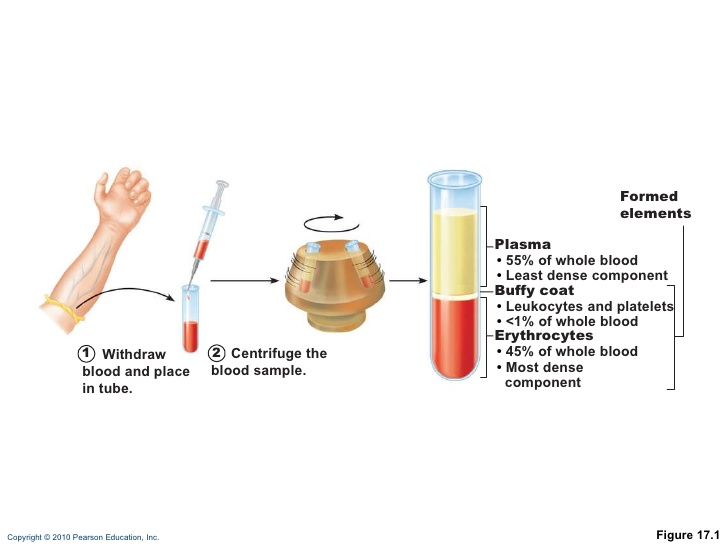 Formed
elements
Plasma
• 55% of whole blood
• Least dense component
Buffy coat
• Leukocytes and platelets
• <1% of whole blood
Erythrocytes
• 45% of whole blood
• Most dense
component
1 Withdraw
blood and place
in tube.
2 Centrifuge the
blood sample.
Copyright © 2010 Pearson Education, Inc.
Figure 17.1